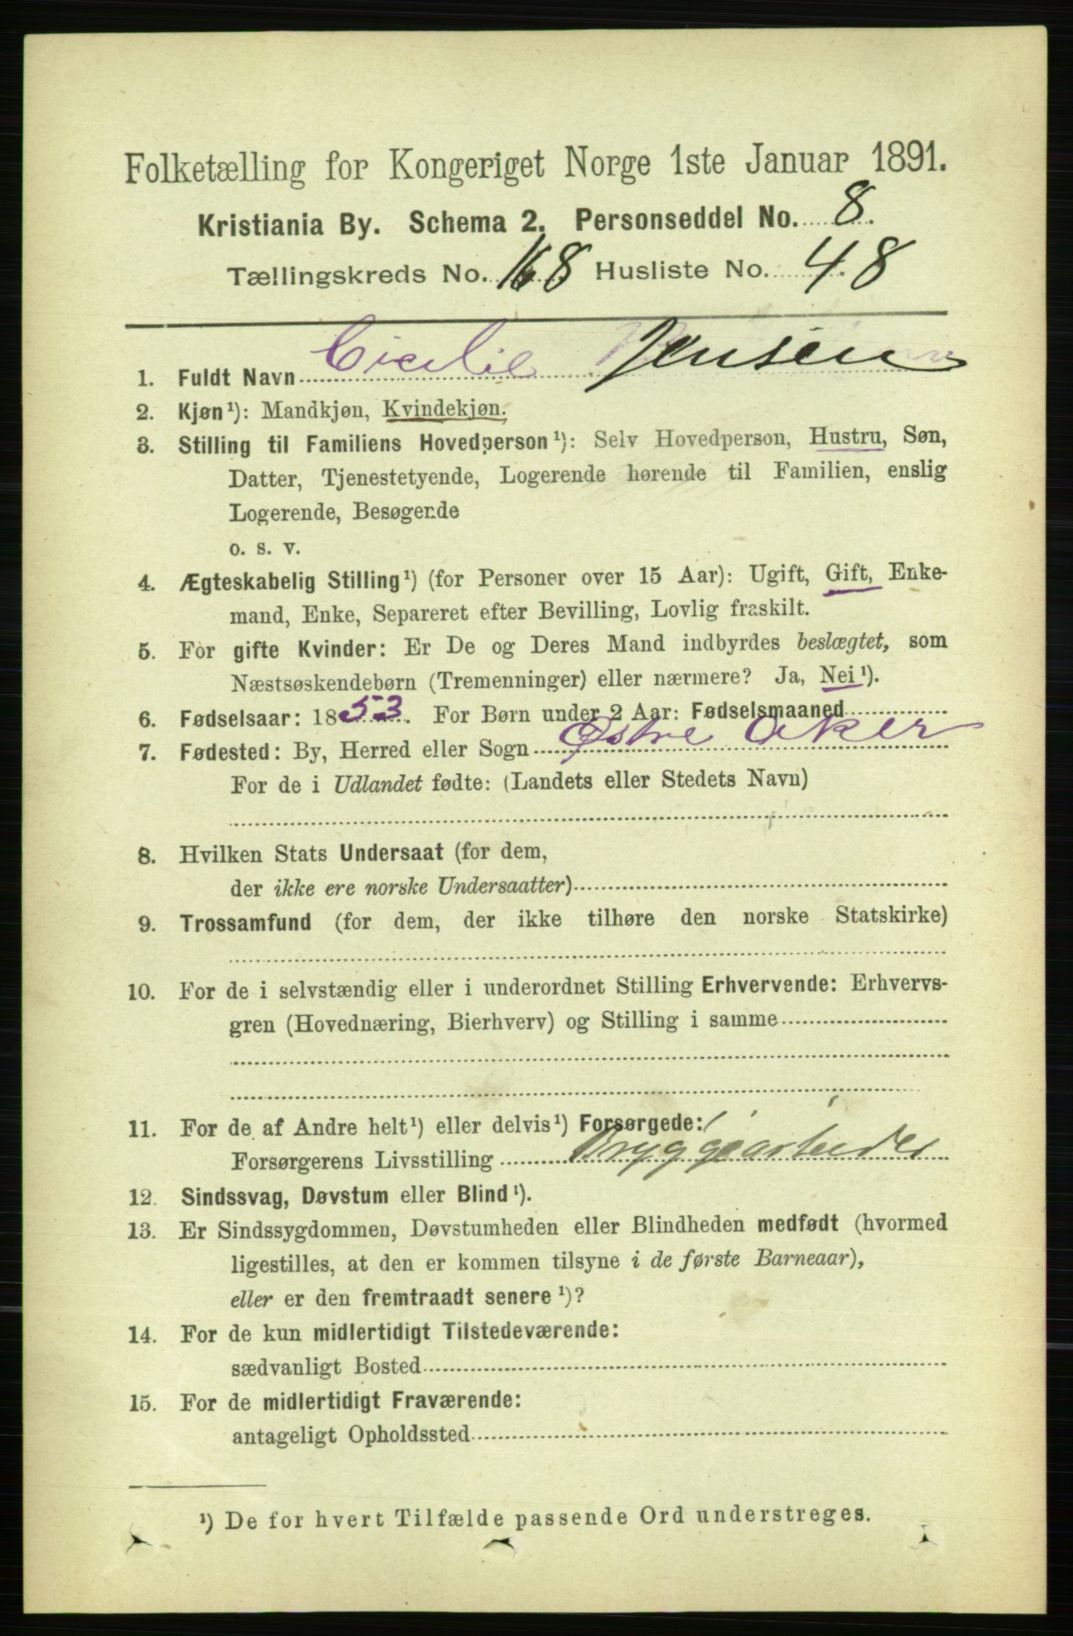 Folketælling for Kongeriget Norge 1ste Januar 1891.
Kristiania By. Schema 2. Personseddel No. 8.
Tællingskreds No. 168 Husliste No. 48
1. Fuldt Navn Cicilie Jensen
2. Kjøn¹): Mandkjøn, Kvindekjøn.
3. Stilling til Familiens Hovedperson¹): Selv Hovedperson, Hustru, Søn,
Datter, Tjenestetyende, Logerende hørende til Familien, enslig
Logerende, Besøgende
o. s. v.
4. Ægteskabelig Stilling¹) (for Personer over 15 Aar): Ugift, Gift, Enke-
mand, Enke, Separeret efter Bevilling, Lovlig fraskilt.
5. For gifte Kvinder: Er De og Deres Mand indbyrdes beslægtet, som
Næstsøskendebørn (Tremenninger) eller nærmere? Ja, Nei¹).
6. Fødselsaar: 1853. For Børn under 2 Aar: Fødselsmaaned
7. Fødested: By, Herred eller Sogn Østre Aker
For de i Udlandet fødte: (Landets eller Stedets Navn)
8. Hvilken Stats Undersaat (for dem,
der ikke ere norske Undersaatter)
9. Trossamfund (for dem, der ikke tilhøre den norske Statskirke)
10. For de i selvstændig eller i underordnet Stilling Erhvervende: Erhvervs-
gren (Hovednæring, Bierhverv) og Stilling i samme
11. For de af Andre helt¹) eller delvis¹) Forsørgede:
Forsørgerens Livsstilling Bryggearbeider
12. Sindssvag, Døvstum eller Blind¹).
13. Er Sindssygdommen, Døvstumheden eller Blindheden medfødt (hvormed
ligestilles, at den er kommen tilsyne i de første Barneaar),
eller er den fremtraadt senere¹)?
14. For de kun midlertidigt Tilstedeværende:
sædvanligt Bosted
15. For de midlertidigt Fraværende:
antageligt Opholdssted
¹) De for hvert Tilfælde passende Ord understreges.